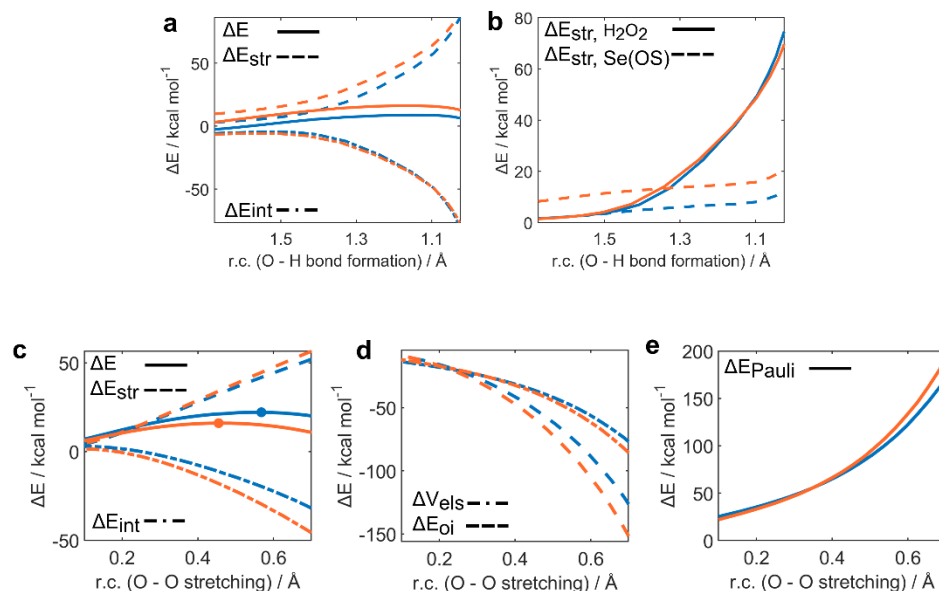 a
ΔE
ΔEstr
ΔEint
ΔE / kcal mol⁻¹
50
0
-50
1.5 1.3 1.1
r.c. (O - H bond formation) / Å
b
ΔEstr, H₂O₂
ΔEstr, Se(OS)
ΔE / kcal mol⁻¹
80
60
40
20
0
1.5 1.3 1.1
r.c. (O - H bond formation) / Å
c
ΔE
ΔEstr
ΔEint
ΔE / kcal mol⁻¹
50
0
-50
0.2 0.4 0.6
r.c. (O - O stretching) / Å
d
ΔVels
ΔEoi
ΔE / kcal mol⁻¹
-50
-100
-150
0.2 0.4 0.6
r.c. (O - O stretching) / Å
e
ΔEPauli
ΔE / kcal mol⁻¹
200
150
100
50
0
0.2 0.4 0.6
r.c. (O - O stretching) / Å